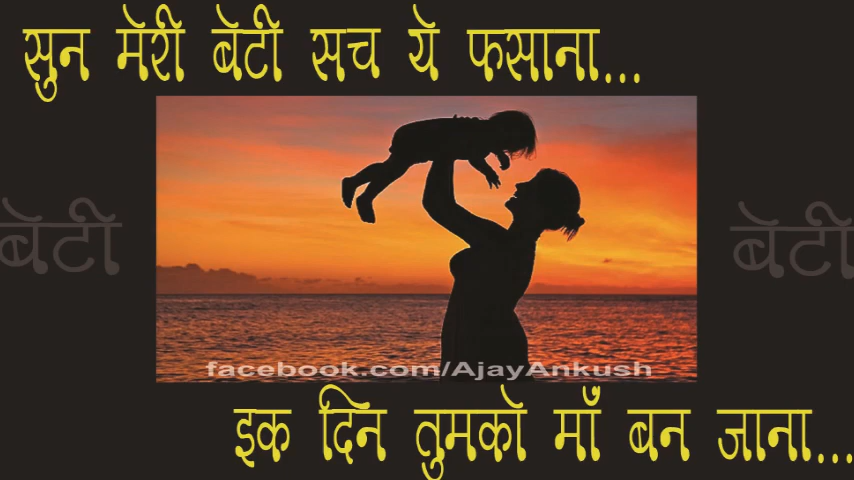 सुन मेरी बेटी सच ये फसाना...
बेटी
बेटी
facebook.com/AjayAnkush
इक दिन तुमको माँ बन जाना...